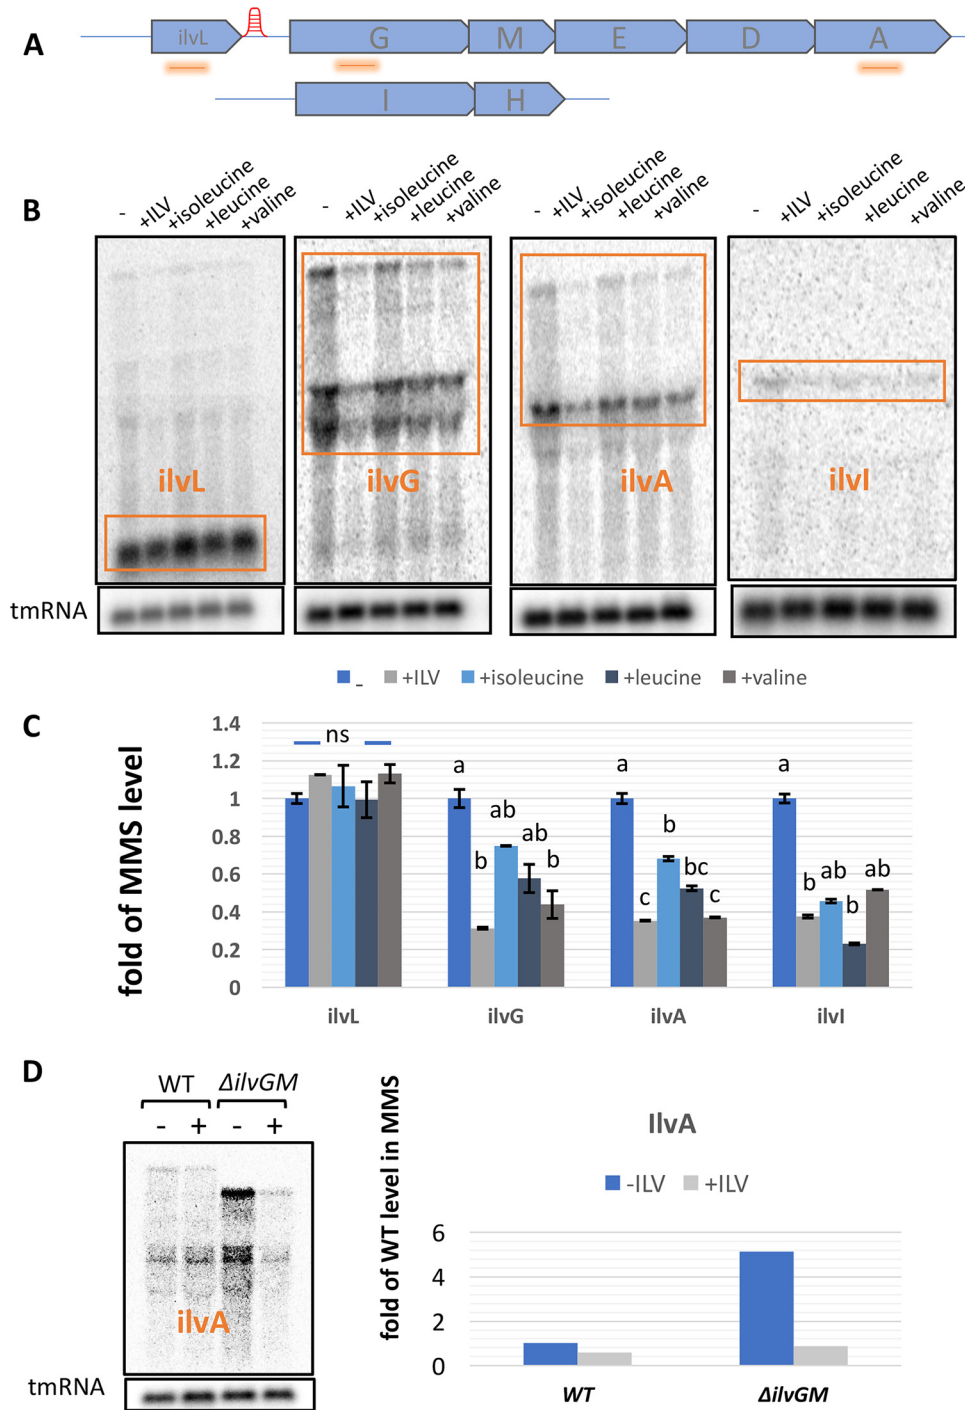 A
ilvL
G
M
E
D
A
I
H
B
- +ILV +isoleucine +leucine +valine
- +ILV +isoleucine +leucine +valine
- +ILV +isoleucine +leucine +valine
- +ILV +isoleucine +leucine +valine
ilvL
ilvG
ilvA
ilvI
tmRNA
- +ILV +isoleucine +leucine +valine
C
fold of MMS level
1.4
1.2
1
0.8
0.6
0.4
0.2
0
ns
a b ab ab b
a c b bc c
a b ab b ab
ilvL ilvG ilvA ilvI
D
WT ΔilvGM
- + - +
ilvA
tmRNA
fold of WT level in MMS
IlvA
-ILV +ILV
6
4
2
0
WT ΔilvGM